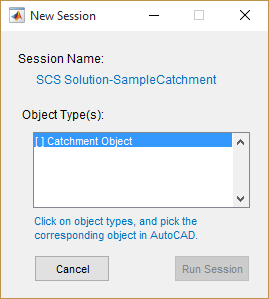 New Session
Session Name:
SCS Solution-SampleCatchment
Object Type(s):
[ ] Catchment Object
Click on object types, and pick the
corresponding object in AutoCAD.
Cancel Run Session